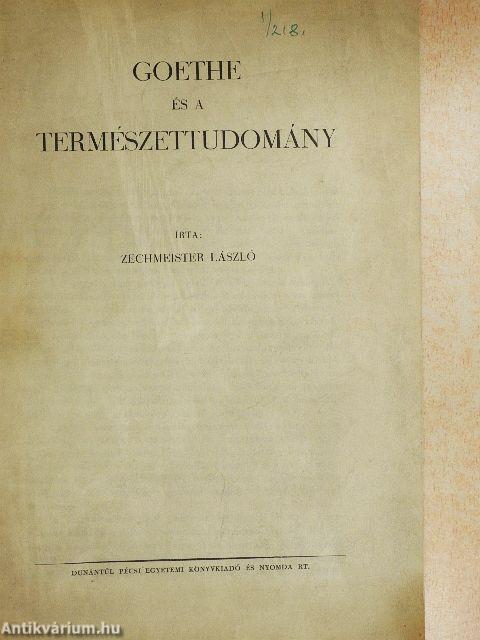 1/218.
GOETHE
ÉS A
TERMÉSZETTUDOMÁNY
ÍRTA:
ZECHMEISTER LÁSZLÓ
DUNÁNTÚL PÉCSI EGYETEMI KÖNYVKIADÓ ÉS NYOMDA RT.
Antikvárium.hu